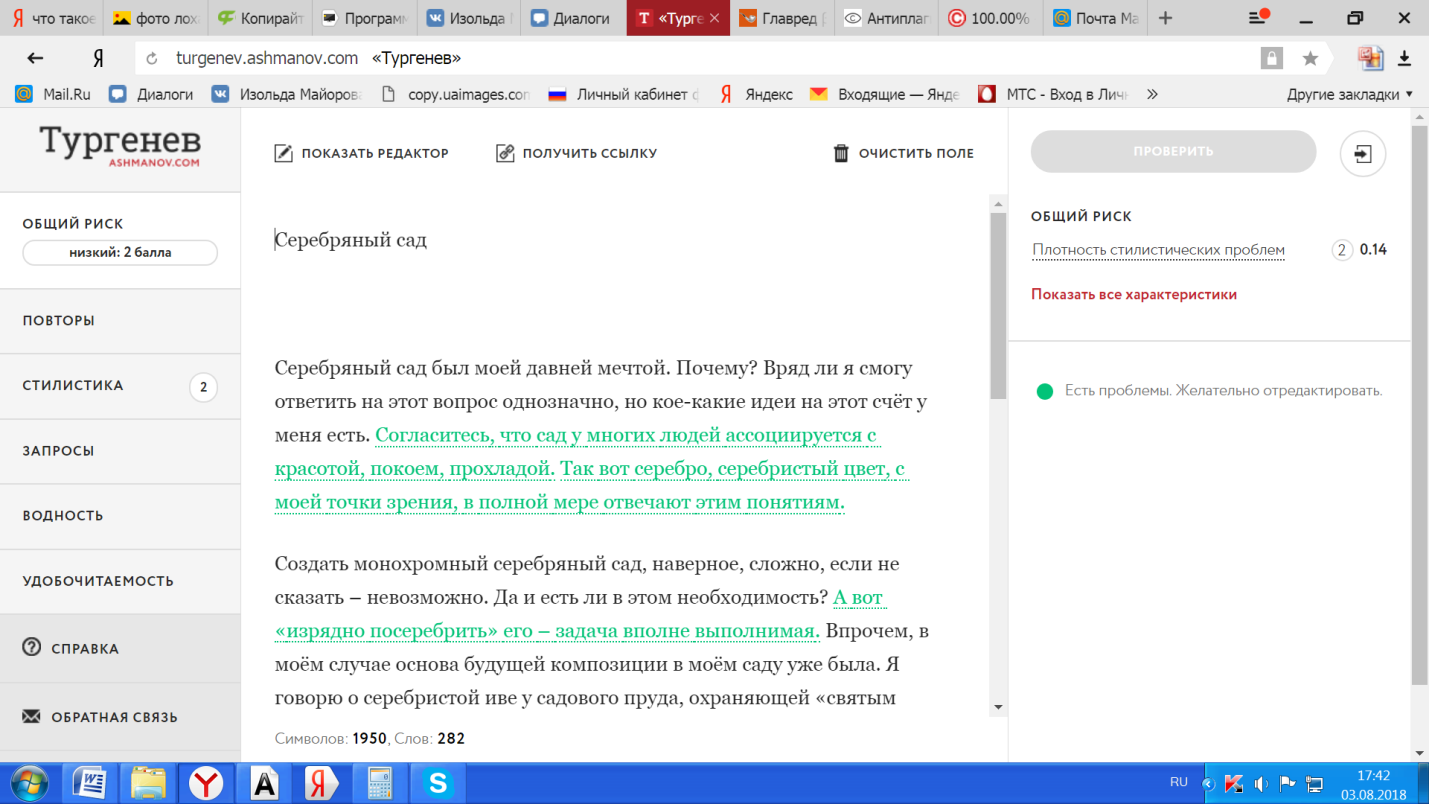 что такое
фото лох
Копирайт
Программ
Изольда
Диалоги
«Турге
Главред
Антиплаг
100.00%
Почта Ма
turgenev.ashmanov.com «Тургенев»
Mail.Ru
Диалоги
Изольда Майорова
copy.uaimages.com
Личный кабинет
Яндекс
Входящие — Янде
МТС - Вход в Лич
Другие закладки
Тургенев
ASHMANOV.COM
ОБЩИЙ РИСК
низкий: 2 балла
ПОВТОРЫ
СТИЛИСТИКА 2
ЗАПРОСЫ
ВОДНОСТЬ
УДОБОЧИТАЕМОСТЬ
СПРАВКА
ОБРАТНАЯ СВЯЗЬ
ПОКАЗАТЬ РЕДАКТОР
ПОЛУЧИТЬ ССЫЛКУ
ОЧИСТИТЬ ПОЛЕ
Серебряный сад
Серебряный сад был моей давней мечтой. Почему? Вряд ли я смогу
ответить на этот вопрос однозначно, но кое-какие идеи на этот счёт у
меня есть. Согласитесь, что сад у многих людей ассоциируется с
красотой, покоем, прохладой. Так вот серебро, серебристый цвет, с
моей точки зрения, в полной мере отвечают этим понятиям.
Создать монохромный серебряный сад, наверное, сложно, если не
сказать – невозможно. Да и есть ли в этом необходимость? А вот
«изрядно посеребрить» его – задача вполне выполнимая. Впрочем, в
моём случае основа будущей композиции в моём саду уже была. Я
говорю о серебристой иве у садового пруда, охраняющей «святым
Символов: 1950, Слов: 282
ПРОВЕРИТЬ
ОБЩИЙ РИСК
Плотность стилистических проблем 2 0.14
Показать все характеристики
Есть проблемы. Желательно отредактировать.
RU
17:42
03.08.2018